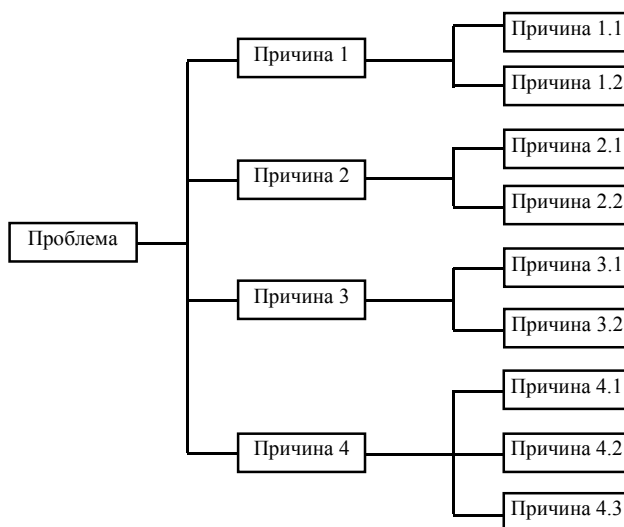 Проблема
Причина 1
Причина 1.1
Причина 1.2
Причина 2
Причина 2.1
Причина 2.2
Причина 3
Причина 3.1
Причина 3.2
Причина 4
Причина 4.1
Причина 4.2
Причина 4.3